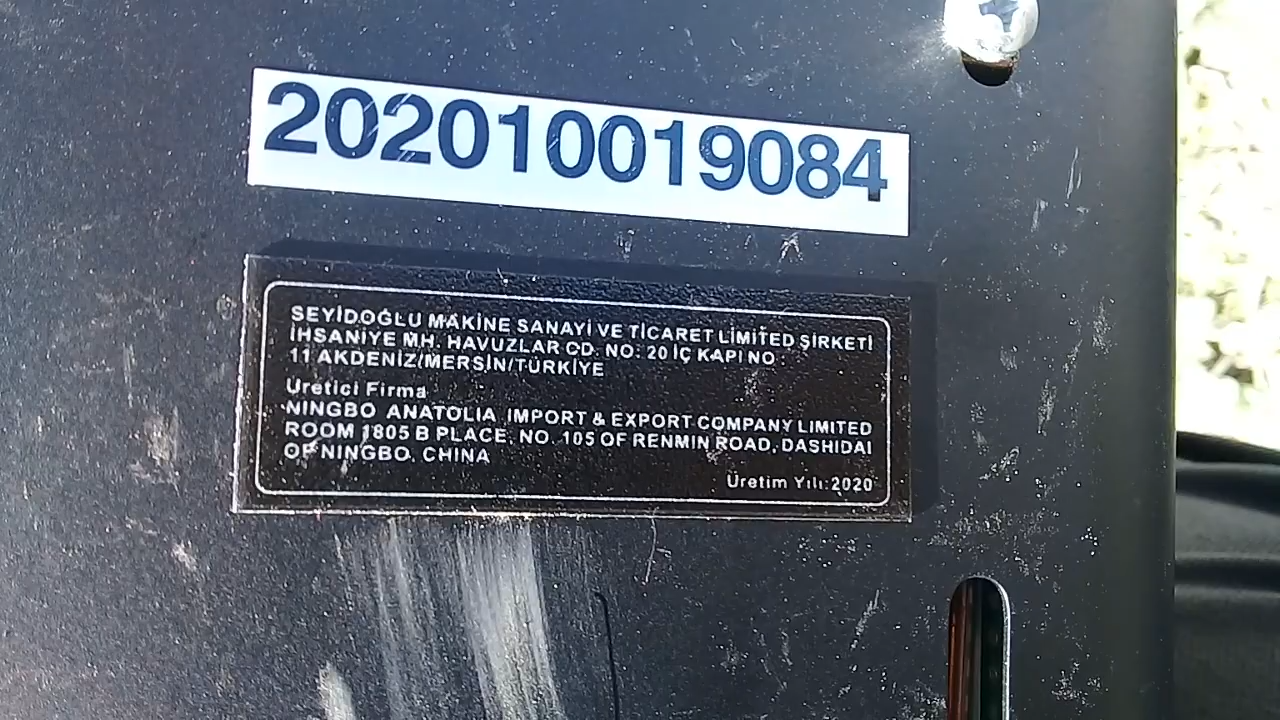 202010019084
SEYİDOĞLU MAKİNE SANAYİ VE TİCARET LİMİTED ŞİRKETİ
İHSANİYE MH. HAVUZLAR CD. NO: 20 İÇ KAPI NO
11 AKDENİZ/MERSİN/TÜRKİYE
Üretici Firma
NINGBO ANATOLIA IMPORT & EXPORT COMPANY LIMITED
ROOM 1805 B PLACE, NO. 105 OF RENMIN ROAD, DASHIDAI
OF NINGBO, CHINA
Üretim Yılı:2020